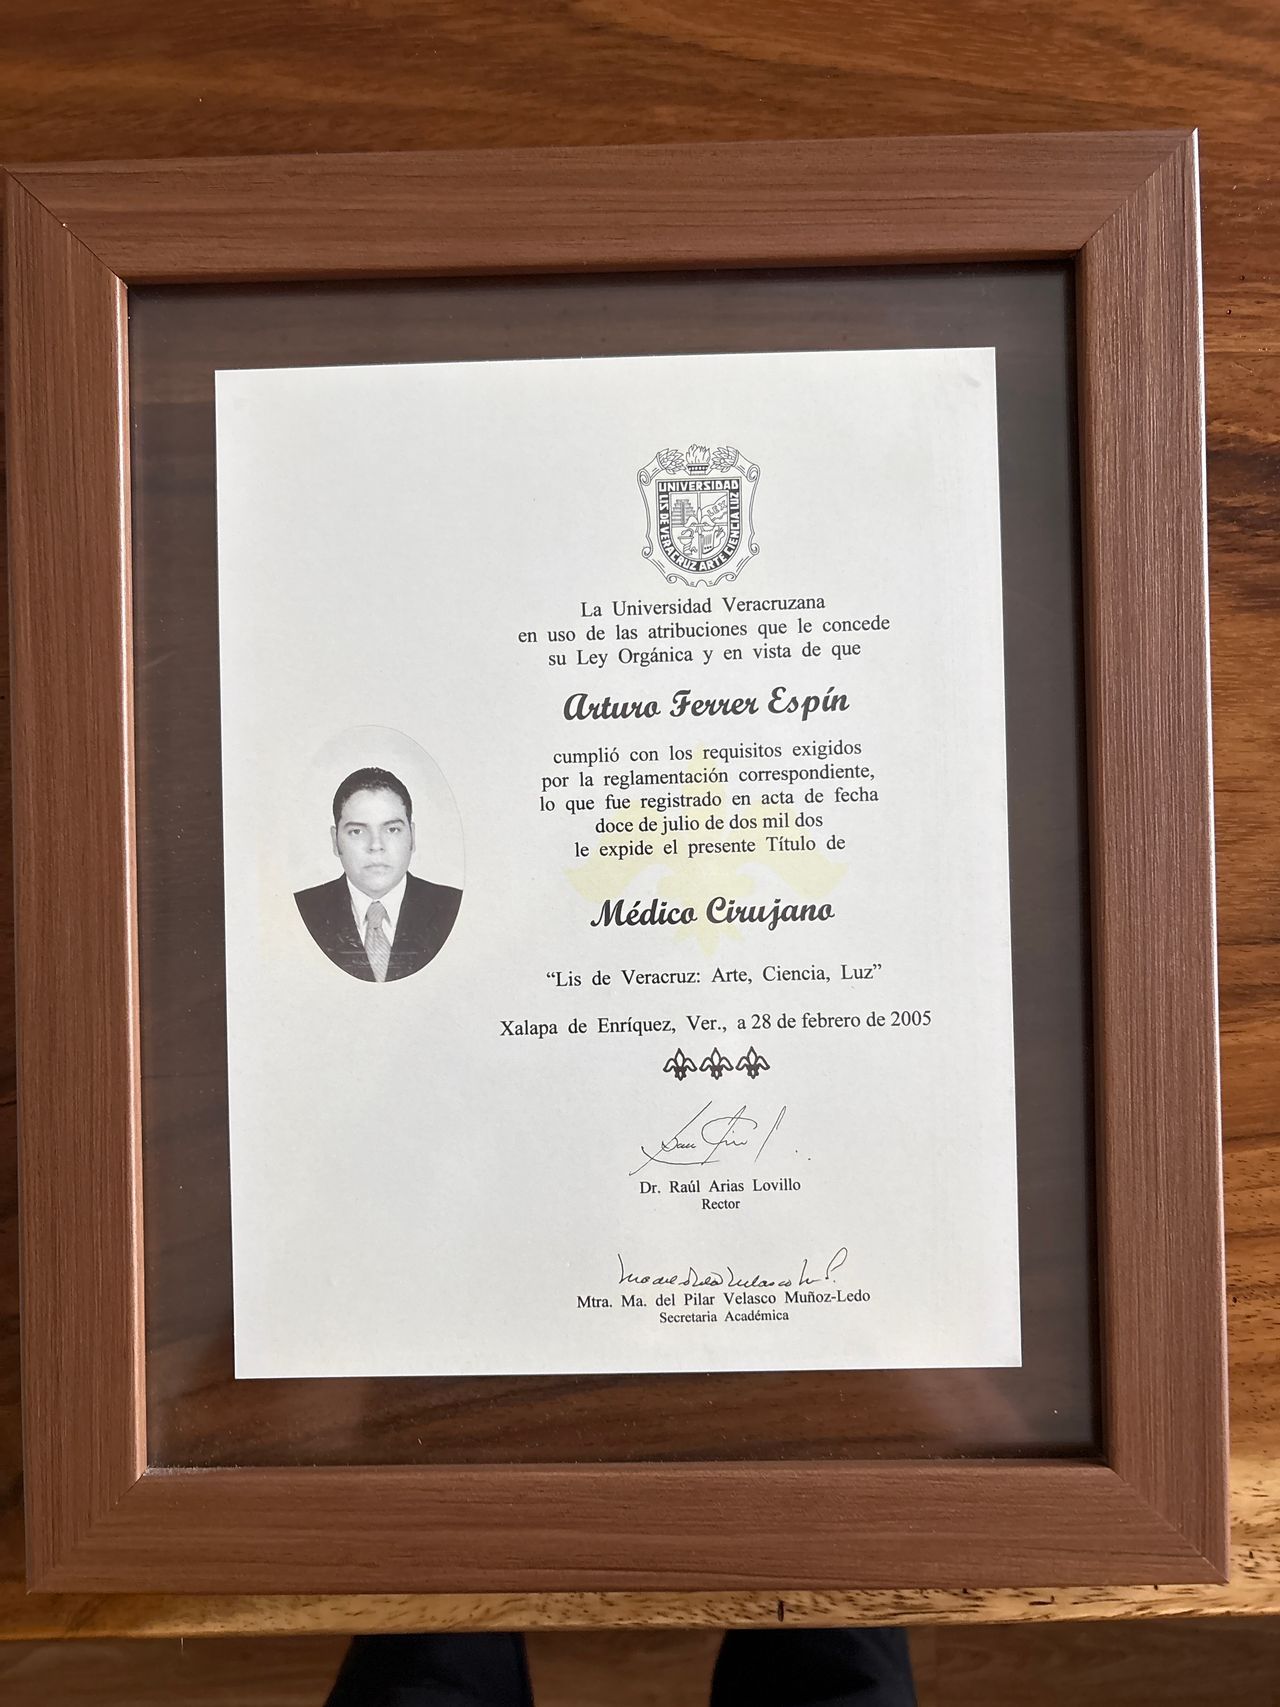 UNIVERSIDAD
LIS DE VERACRUZ ARTE CIENCIA LUZ
LEX
La Universidad Veracruzana
en uso de las atribuciones que le concede
su Ley Orgánica y en vista de que
Arturo Ferrer Espín
cumplió con los requisitos exigidos
por la reglamentación correspondiente,
lo que fue registrado en acta de fecha
doce de julio de dos mil dos
le expide el presente Título de
Médico Cirujano
“Lis de Veracruz: Arte, Ciencia, Luz”
Xalapa de Enríquez, Ver., a 28 de febrero de 2005
Dr. Raúl Arias Lovillo
Rector
Mtra. Ma. del Pilar Velasco Muñoz-Ledo
Secretaria Académica